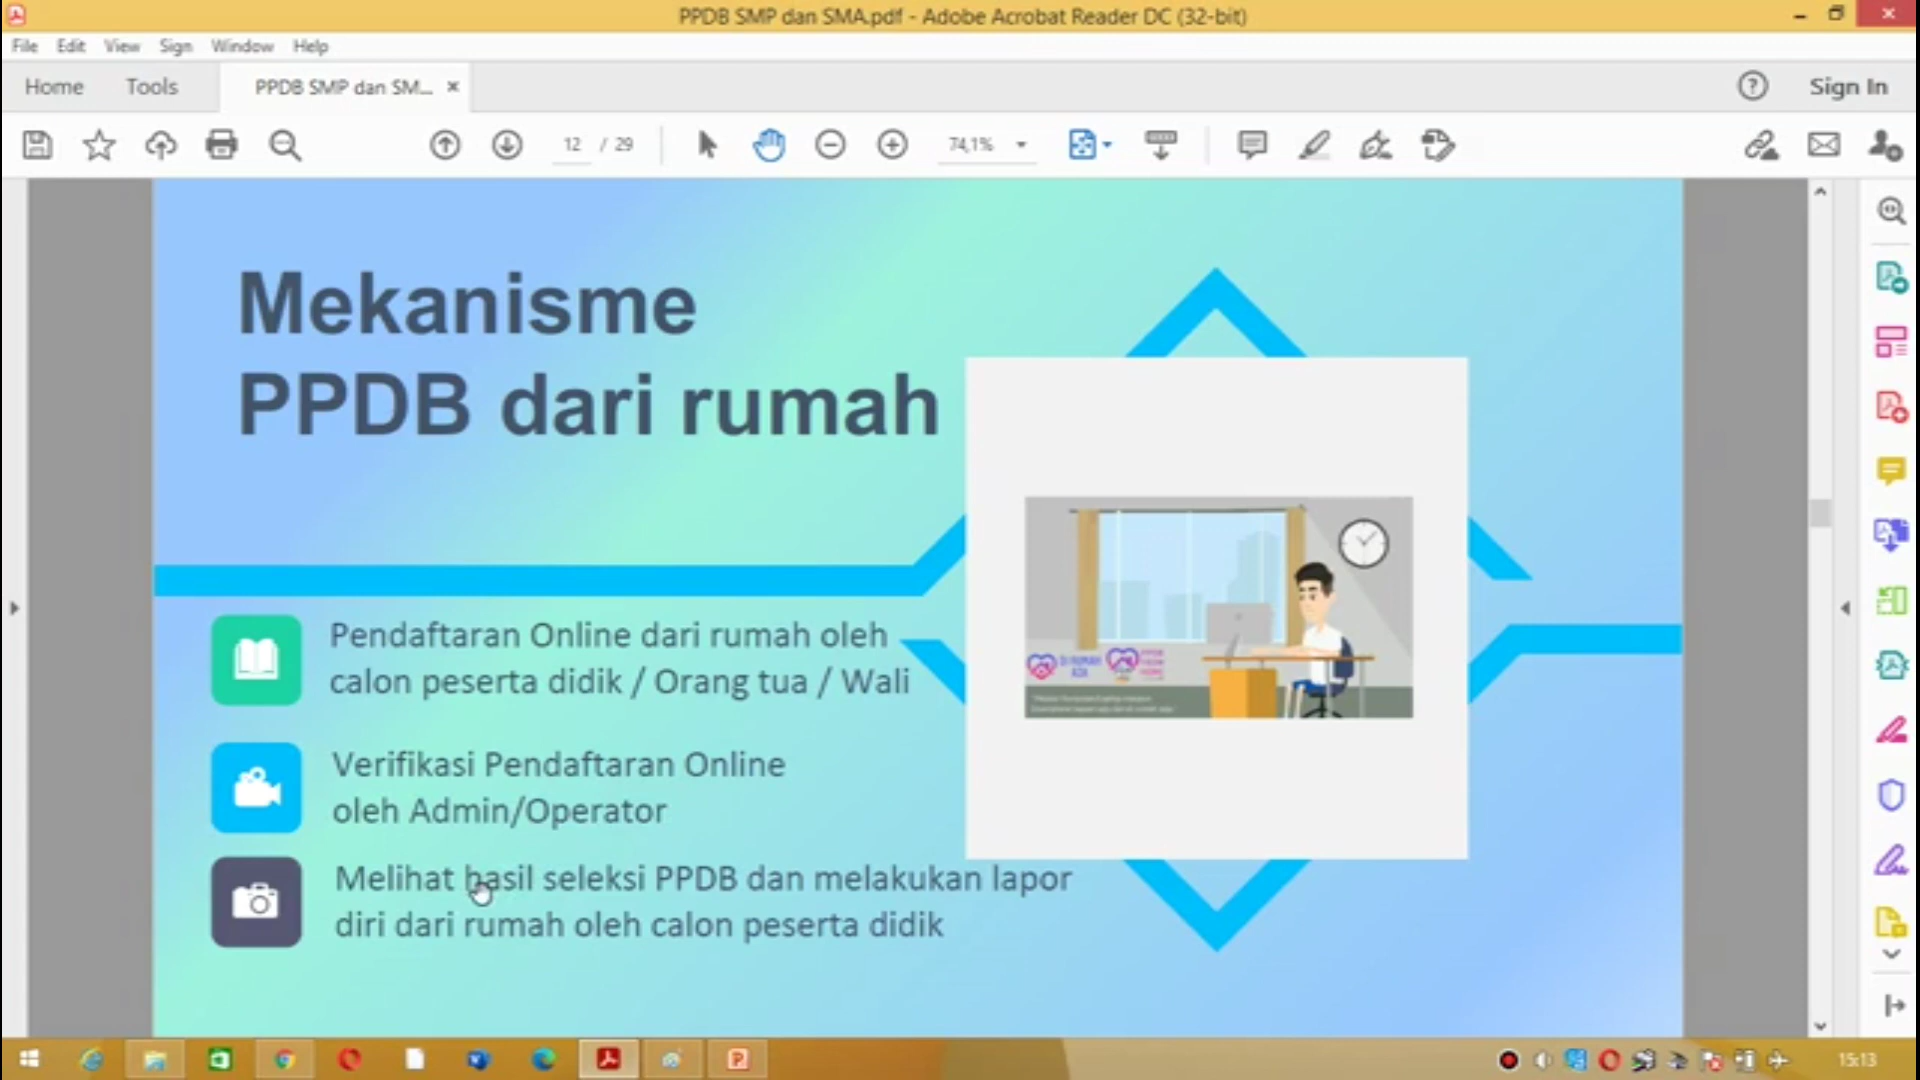 PPDB SMP dan SMA.pdf - Adobe Acrobat Reader DC (32-bit)
File Edit View Sign Window Help
Home Tools PPDB SMP dan SM... × Sign In
12 / 29 74,1%
Mekanisme
PPDB dari rumah
Pendaftaran Online dari rumah oleh
calon peserta didik / Orang tua / Wali
Verifikasi Pendaftaran Online
oleh Admin/Operator
Melihat hasil seleksi PPDB dan melakukan lapor
diri dari rumah oleh calon peserta didik
15:13